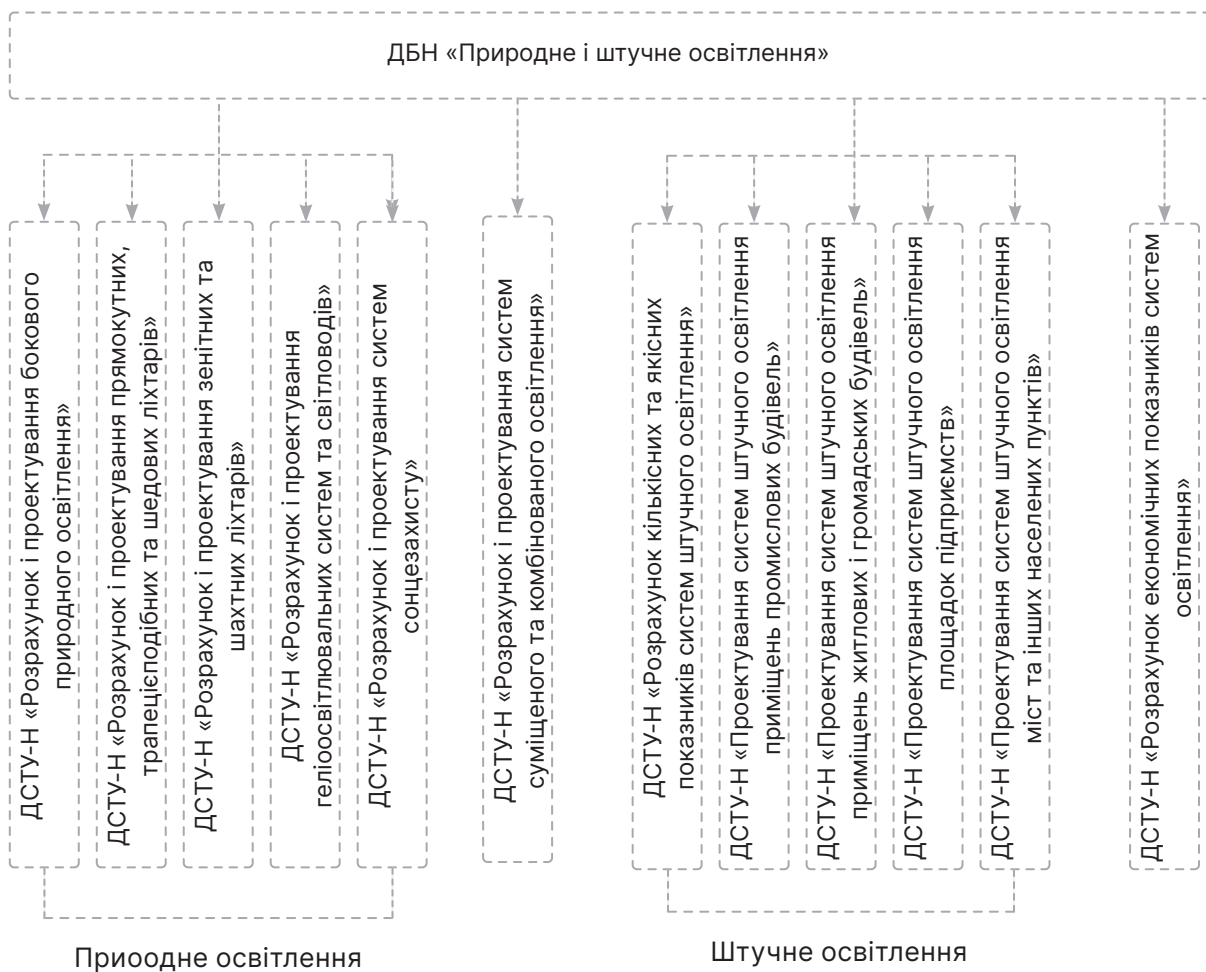 ДБН «Природне і штучне освітлення»
ДСТУ-Н «Розрахунок і проектування бокового
природного освітлення»
ДСТУ-Н «Розрахунок і проектування прямокутних,
трапецієподібних та шедових ліхтарів»
ДСТУ-Н «Розрахунок і проектування зенітних та
шахтних ліхтарів»
ДСТУ-Н «Розрахунок і проектування
геліоосвітлювальних систем та світловодів»
ДСТУ-Н «Розрахунок і проектування систем
сонцезахисту»
ДСТУ-Н «Розрахунок і проектування систем
суміщеного та комбінованого освітлення»
ДСТУ-Н «Розрахунок кількісних та якісних
показників систем штучного освітлення»
ДСТУ-Н «Проектування систем штучного освітлення
приміщень промислових будівель»
ДСТУ-Н «Проектування систем штучного освітлення
приміщень житлових і громадських будівель»
ДСТУ-Н «Проектування систем штучного освітлення
площадок підприємств»
ДСТУ-Н «Проектування систем штучного освітлення
міст та інших населених пунктів»
ДСТУ-Н «Розрахунок економічних показників систем
освітлення»
Приоодне освітлення
Штучне освітлення